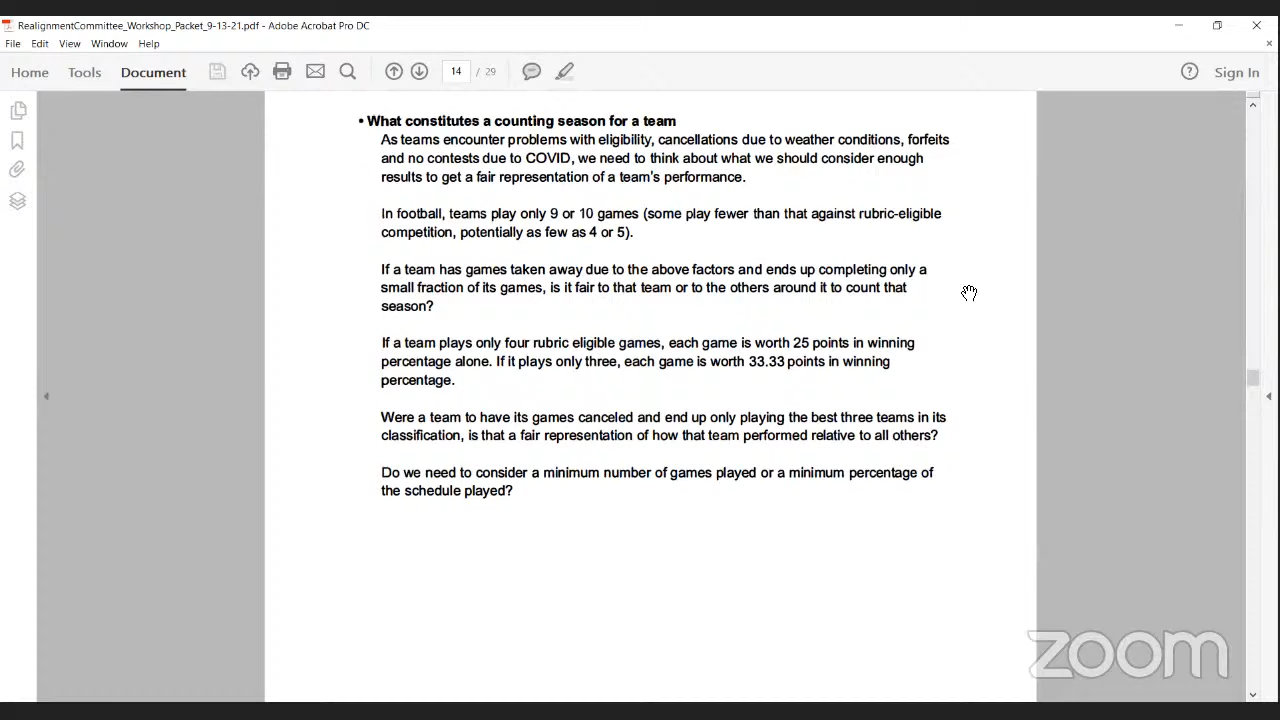 RealignmentCommittee_Workshop_Packet_9-13-21.pdf - Adobe Acrobat Pro DC
File Edit View Window Help
Home Tools Document 14 / 29 Sign In
• What constitutes a counting season for a team
As teams encounter problems with eligibility, cancellations due to weather conditions, forfeits
and no contests due to COVID, we need to think about what we should consider enough
results to get a fair representation of a team's performance.
In football, teams play only 9 or 10 games (some play fewer than that against rubric-eligible
competition, potentially as few as 4 or 5).
If a team has games taken away due to the above factors and ends up completing only a
small fraction of its games, is it fair to that team or to the others around it to count that
season?
If a team plays only four rubric eligible games, each game is worth 25 points in winning
percentage alone. If it plays only three, each game is worth 33.33 points in winning
percentage.
Were a team to have its games canceled and end up only playing the best three teams in its
classification, is that a fair representation of how that team performed relative to all others?
Do we need to consider a minimum number of games played or a minimum percentage of
the schedule played?
zoom